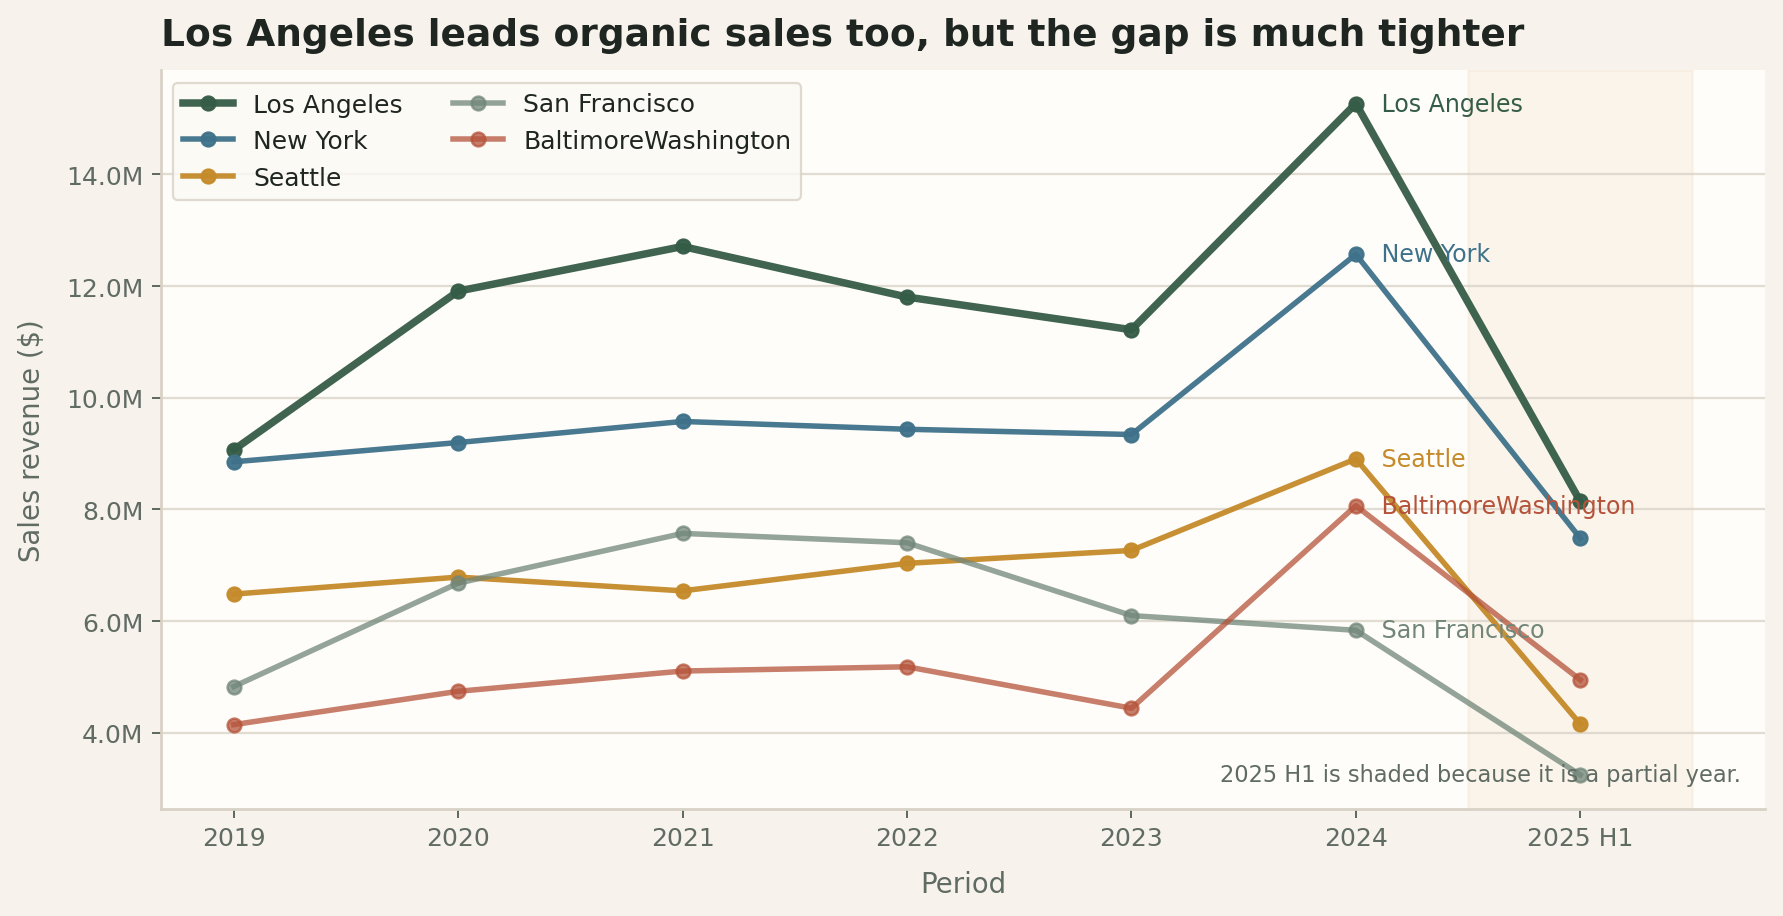 Los Angeles leads organic sales too, but the gap is much tighter
Los Angeles
New York
Seattle
San Francisco
BaltimoreWashington
Sales revenue ($)
14.0M
12.0M
10.0M
8.0M
6.0M
4.0M
Los Angeles
New York
Seattle
BaltimoreWashington
San Francisco
2025 H1 is shaded because it is a partial year.
2019
2020
2021
2022
2023
2024
2025 H1
Period